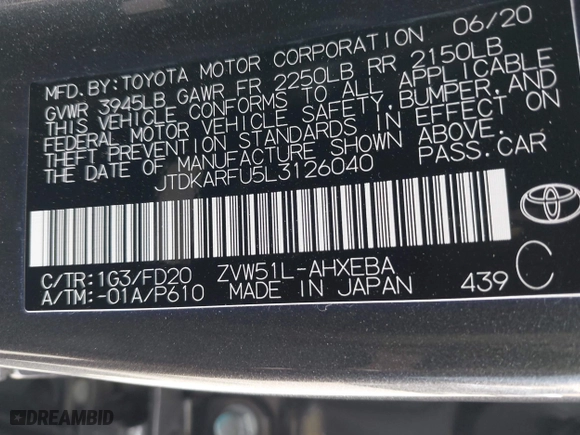 MFD.BY:TOYOTA MOTOR CORPORATION 06/20
GVWR 3945LB GAWR FR 2250LB RR 2150LB
THIS VEHICLE CONFORMS TO ALL APPLICABLE
FEDERAL MOTOR VEHICLE SAFETY,BUMPER,AND
THEFT PREVENTION STANDARDS IN EFFECT ON
THE DATE OF MANUFACTURE SHOWN ABOVE.
JTDKARFU5L3126040 PASS.CAR
C/TR:1G3/FD20 ZVW51L-AHXEBA
A/TM:-01A/P610 MADE IN JAPAN 439 C
DREAMBID